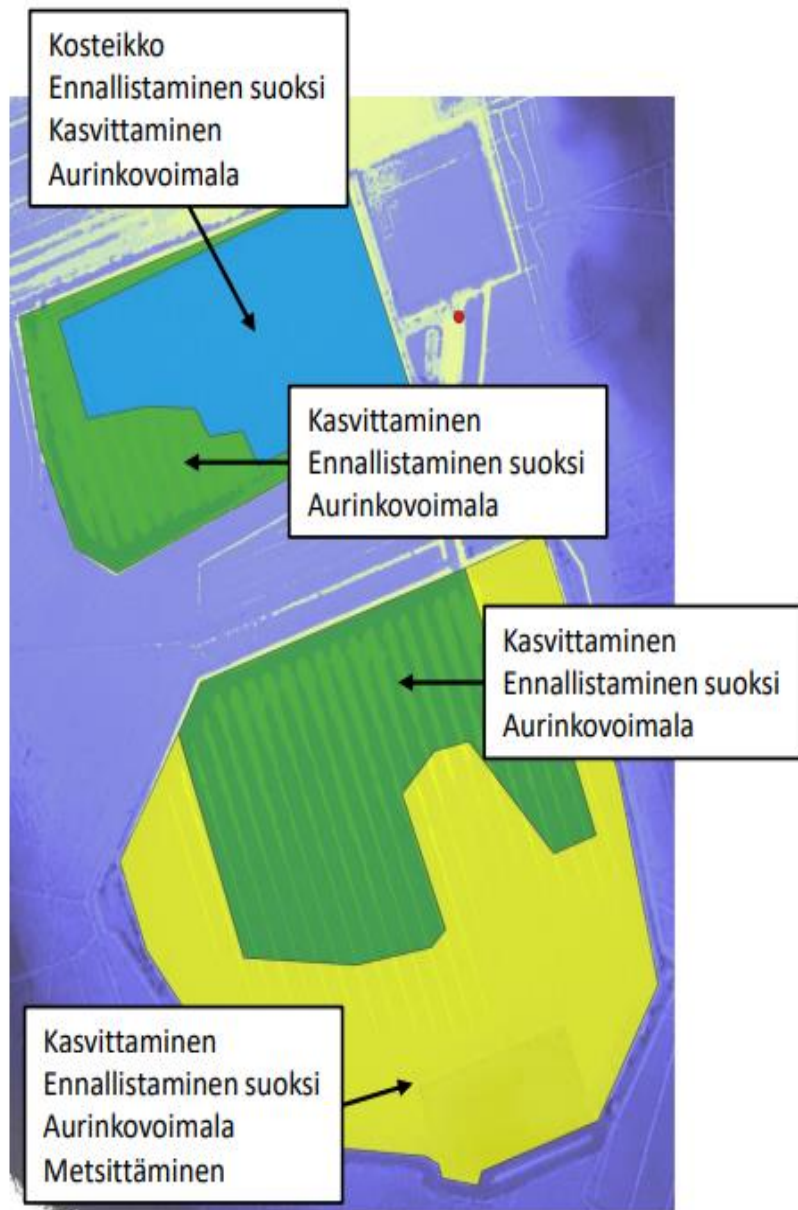 Kosteikko
Ennallistaminen suoksi
Kasvittaminen
Aurinkovoimala
Kasvittaminen
Ennallistaminen suoksi
Aurinkovoimala
Kasvittaminen
Ennallistaminen suoksi
Aurinkovoimala
Kasvittaminen
Ennallistaminen suoksi
Aurinkovoimala
Metsittäminen